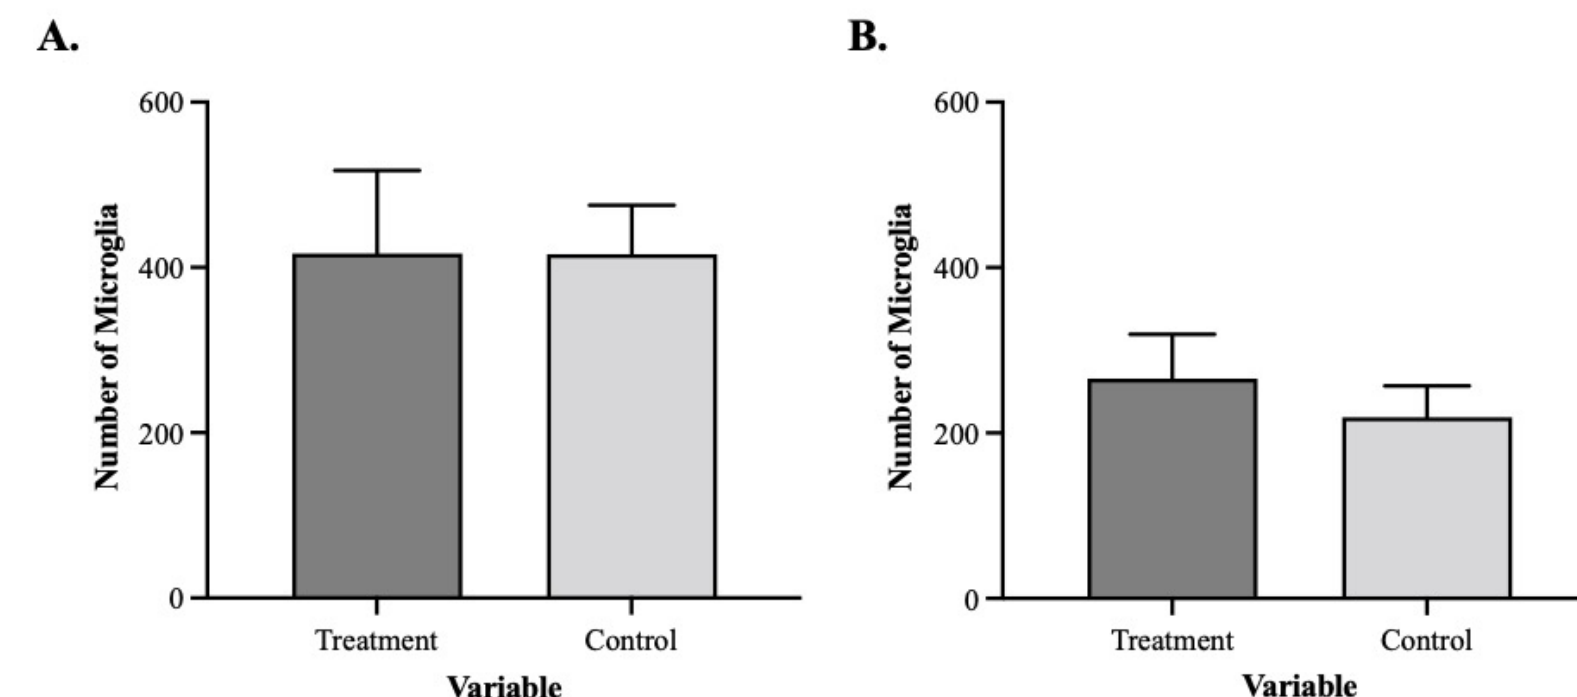 A.
600
400
200
0
Number of Microglia
Treatment Control
Variable
B.
600
400
200
0
Number of Microglia
Treatment Control
Variable